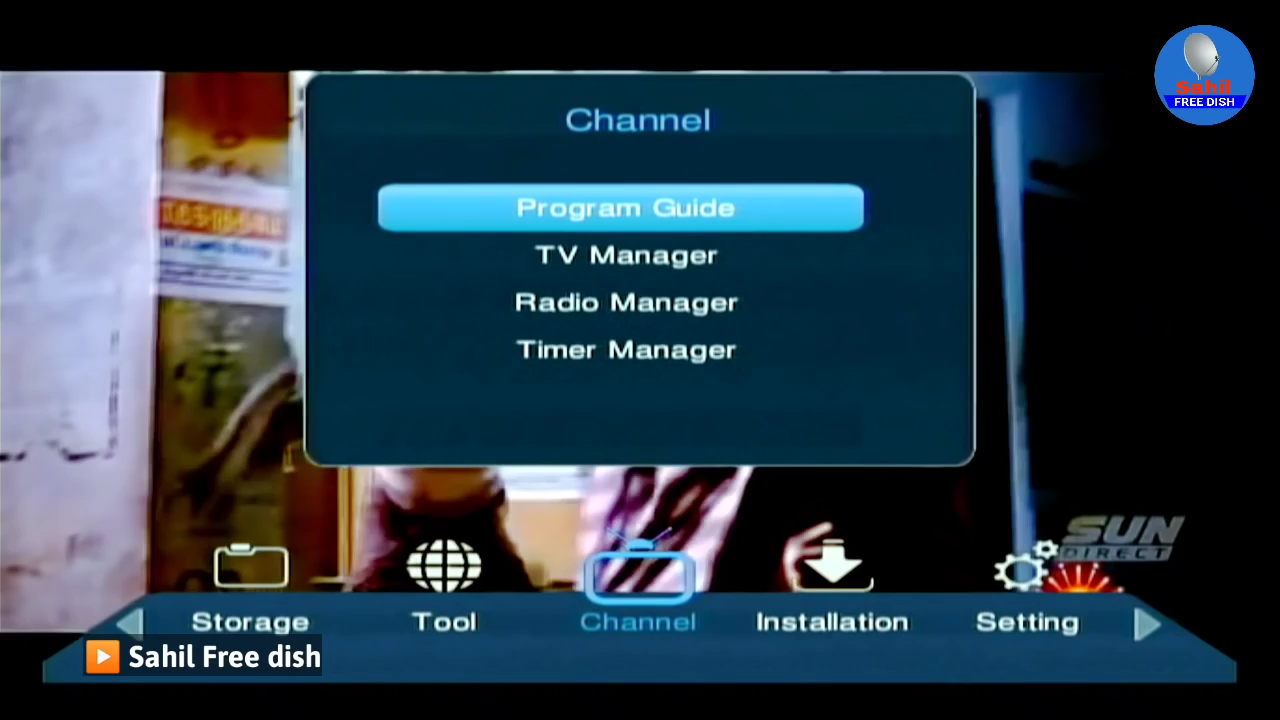 Sahil
FREE DISH
Channel
Program Guide
TV Manager
Radio Manager
Timer Manager
SUN
DIRECT
Storage
Tool
Channel
Installation
Setting
Sahil Free dish